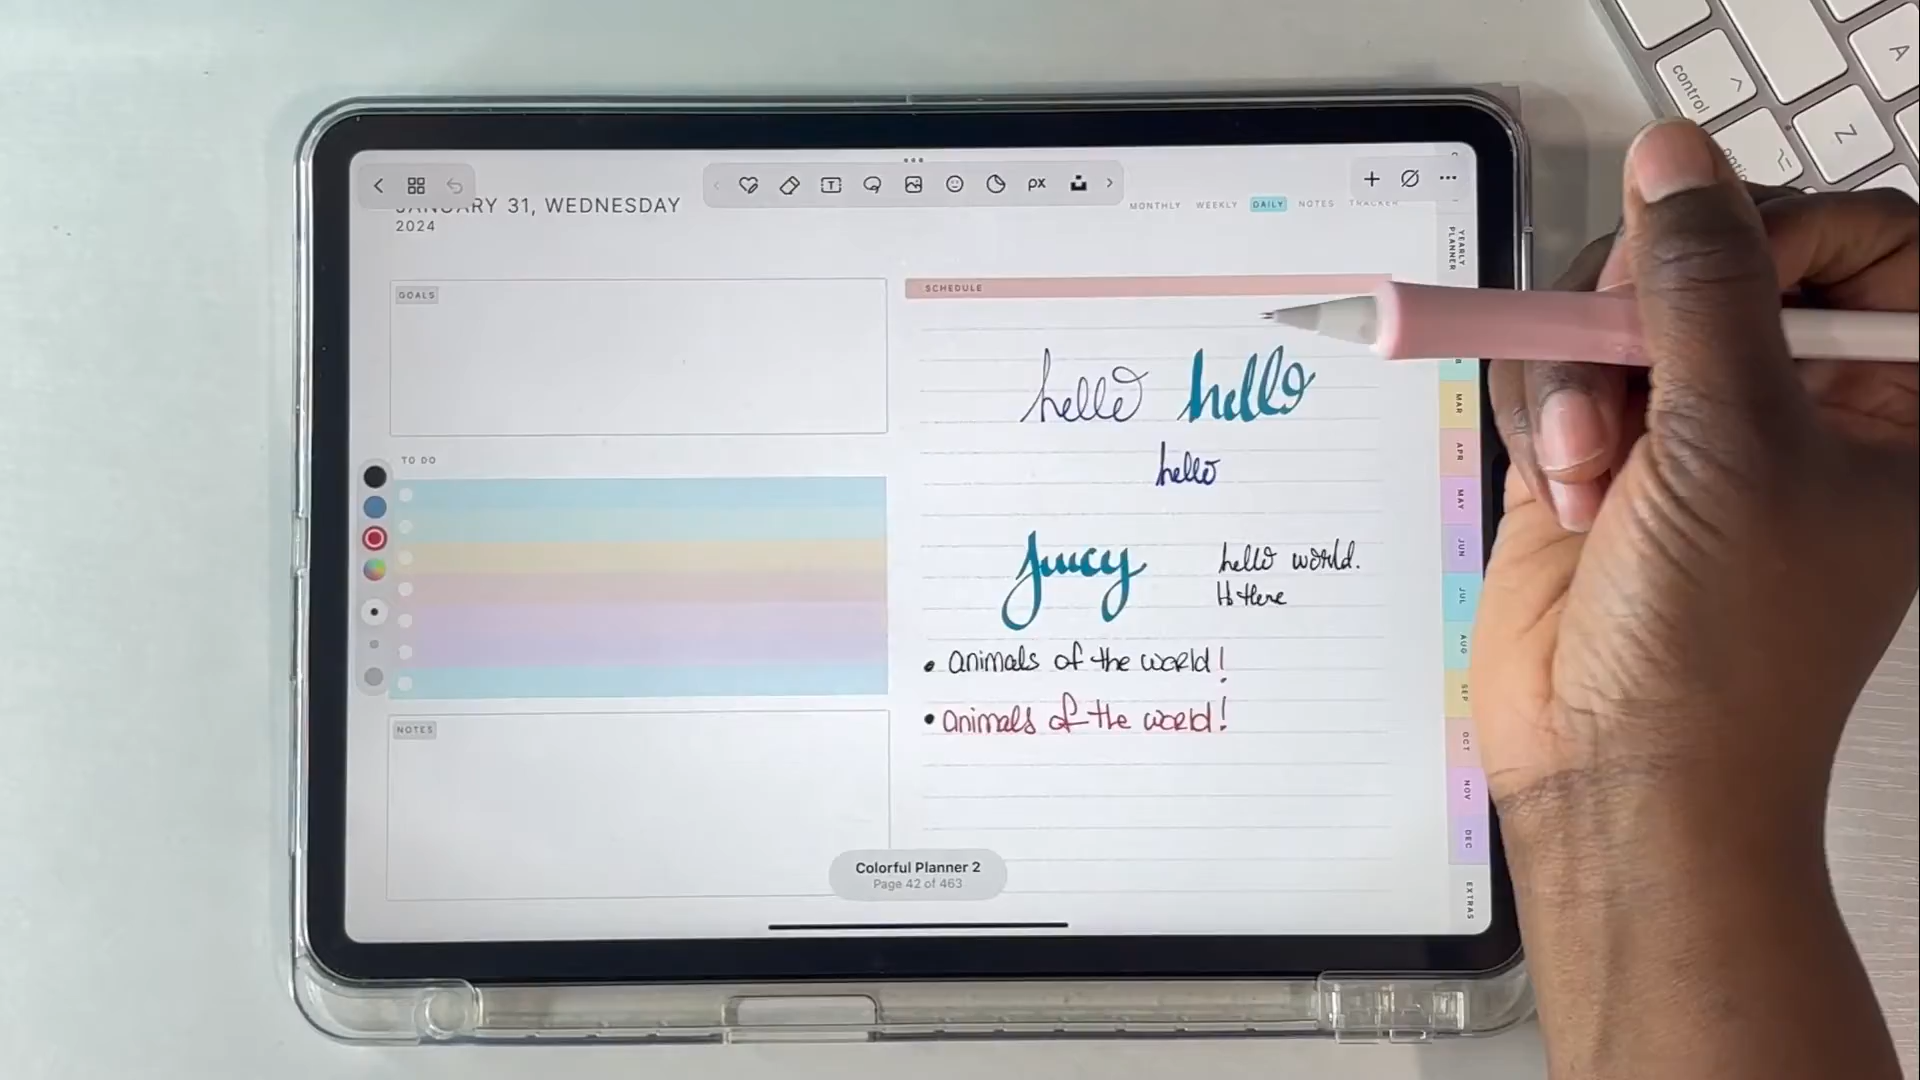 control
A
Z
option
JANUARY 31, WEDNESDAY
2024
MONTHLY WEEKLY DAILY NOTES TRACKER
YEARLY PLANNER
GOALS
SCHEDULE
hello hello
hello
TO DO
juicy
hello world.
Hi there
• animals of the world!
• animals of the world!
NOTES
MAR
APR
MAY
JUN
JUL
AUG
SEP
OCT
NOV
DEC
EXTRAS
Colorful Planner 2
Page 42 of 463